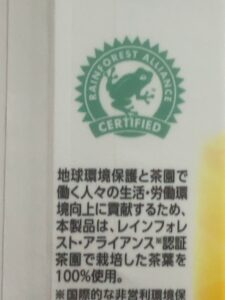 RAINFOREST ALLIANCE
CERTIFIED
地球環境保護と茶園で
働く人々の生活・労働環
境向上に貢献するため、
本製品は、レインフォレ
スト・アライアンス※認証
茶園で栽培した茶葉を
100%使用。
※国際的な非営利環境保